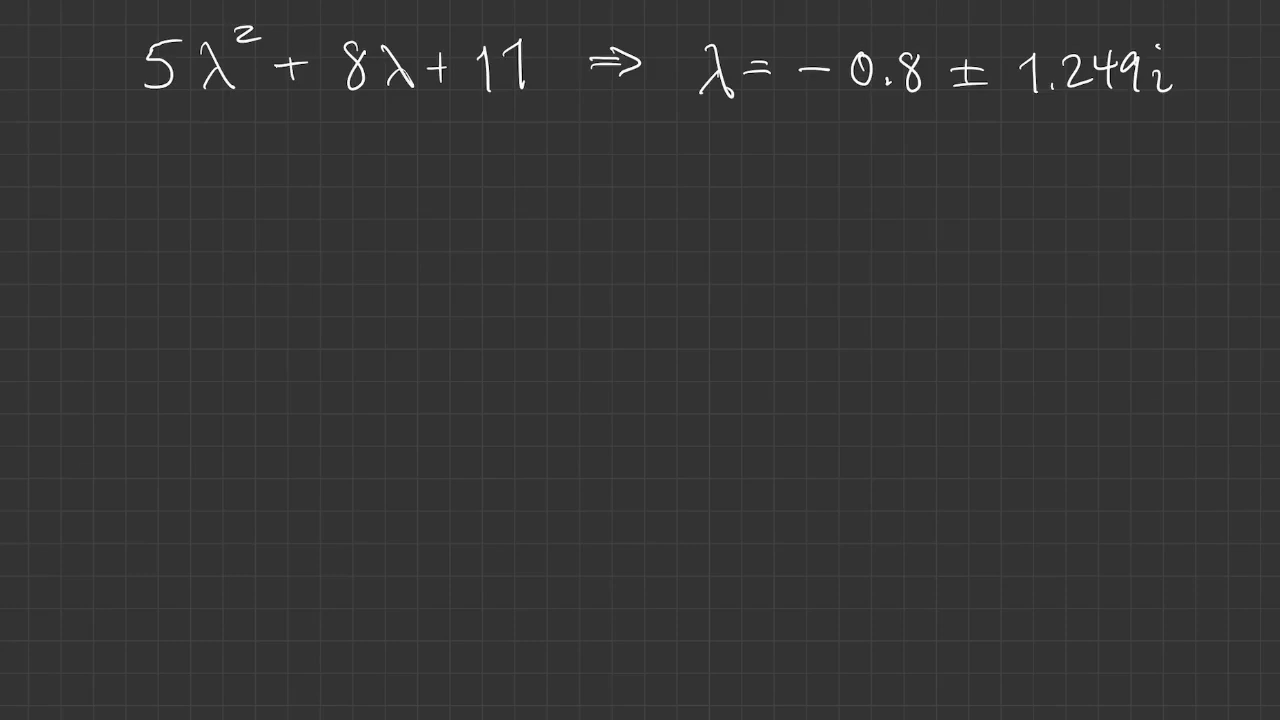 5λ² + 8λ + 11 ⇒ λ = - 0.8 ± 1.249i